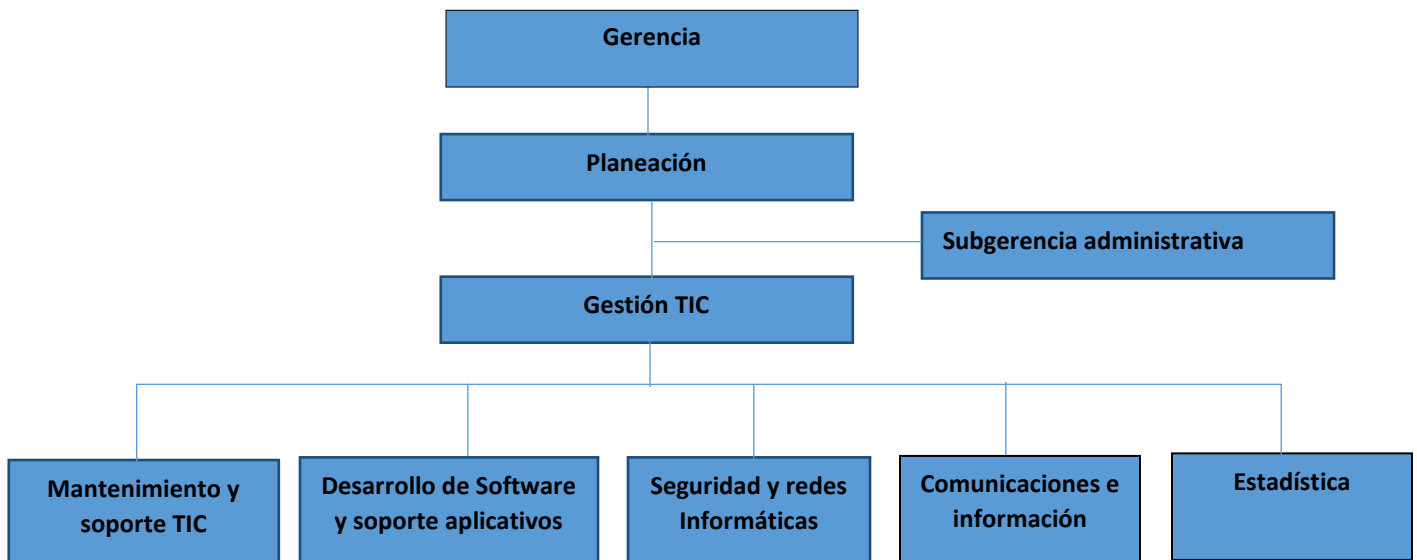 Gerencia
Planeación
Subgerencia administrativa
Gestión TIC
Mantenimiento y
soporte TIC
Desarrollo de Software
y soporte aplicativos
Seguridad y redes
Informáticas
Comunicaciones e
información
Estadística